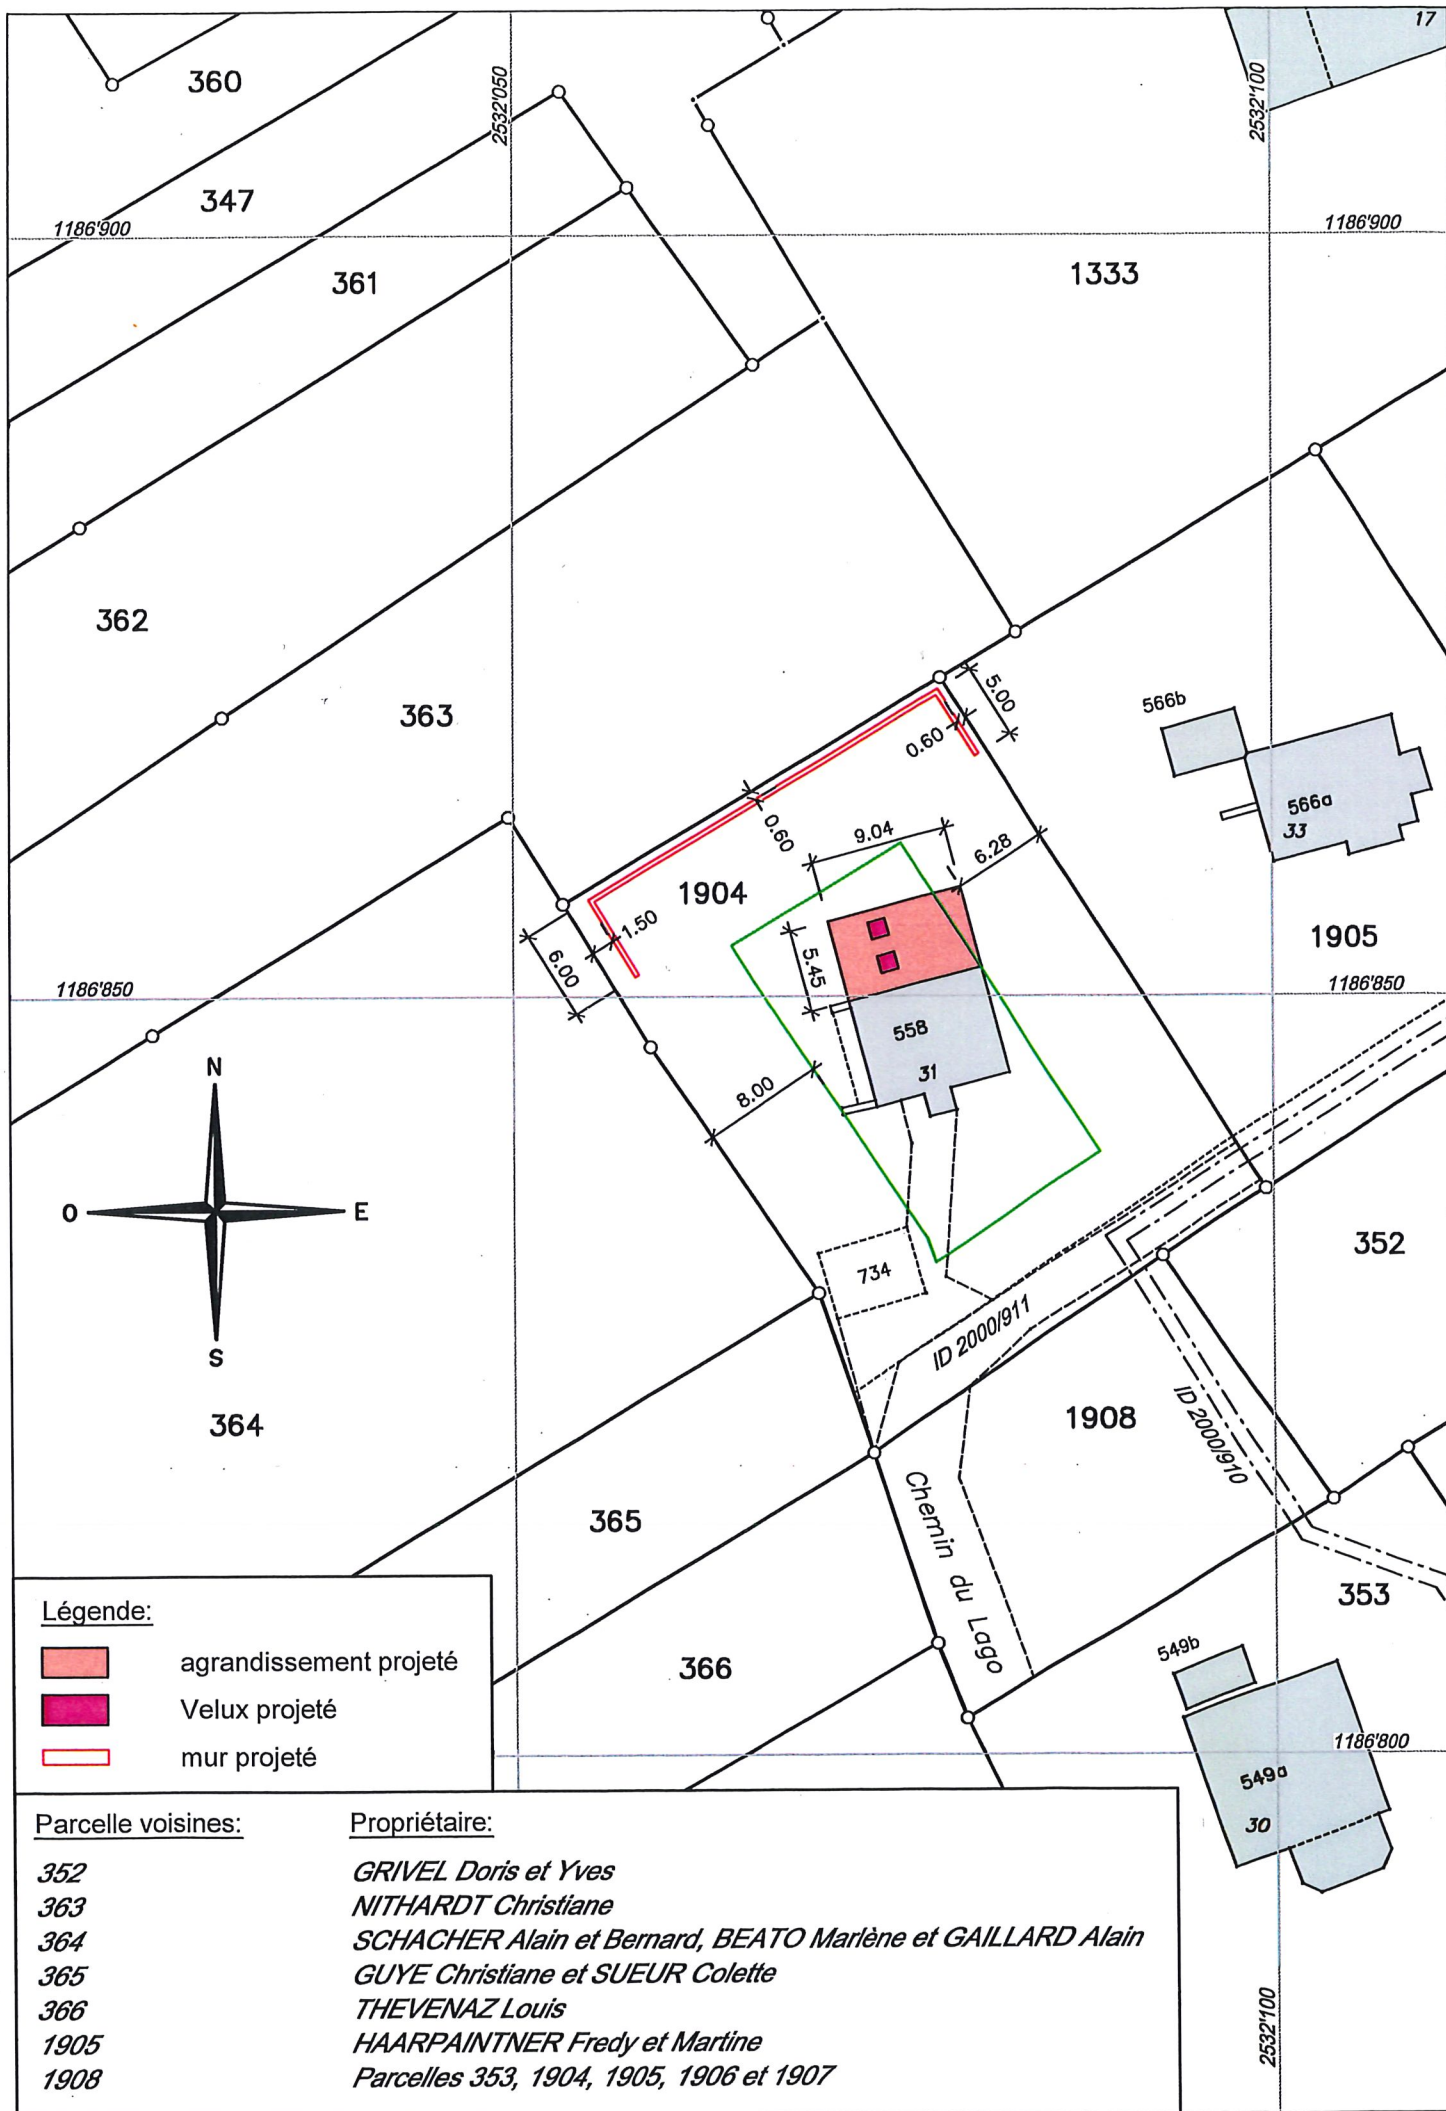 17
360
2532'050
2532'100
347
1186'900
1186'900
361
1333
362
363
5.00
566b
0.60
566a
33
0.60
9.04
6.28
1904
1.50
1905
6.00
5.45
1186'850
1186'850
558
31
N
8.00
O
E
352
734
S
ID 2000/911
364
1908
ID 2000/910
365
Chemin du Lago
353
Légende:
549b
agrandissement projeté
366
Velux projeté
mur projeté
1186'800
549a
30
Parcelle voisines: Propriétaire:
352 GRIVEL Doris et Yves
363 NITHARDT Christiane
364 SCHACHER Alain et Bernard, BEATO Marlène et GAILLARD Alain
365 GUYE Christiane et SUEUR Colette
366 THEVENAZ Louis
1905 HAARPAINTNER Fredy et Martine
1908 Parcelles 353, 1904, 1905, 1906 et 1907
2532'100